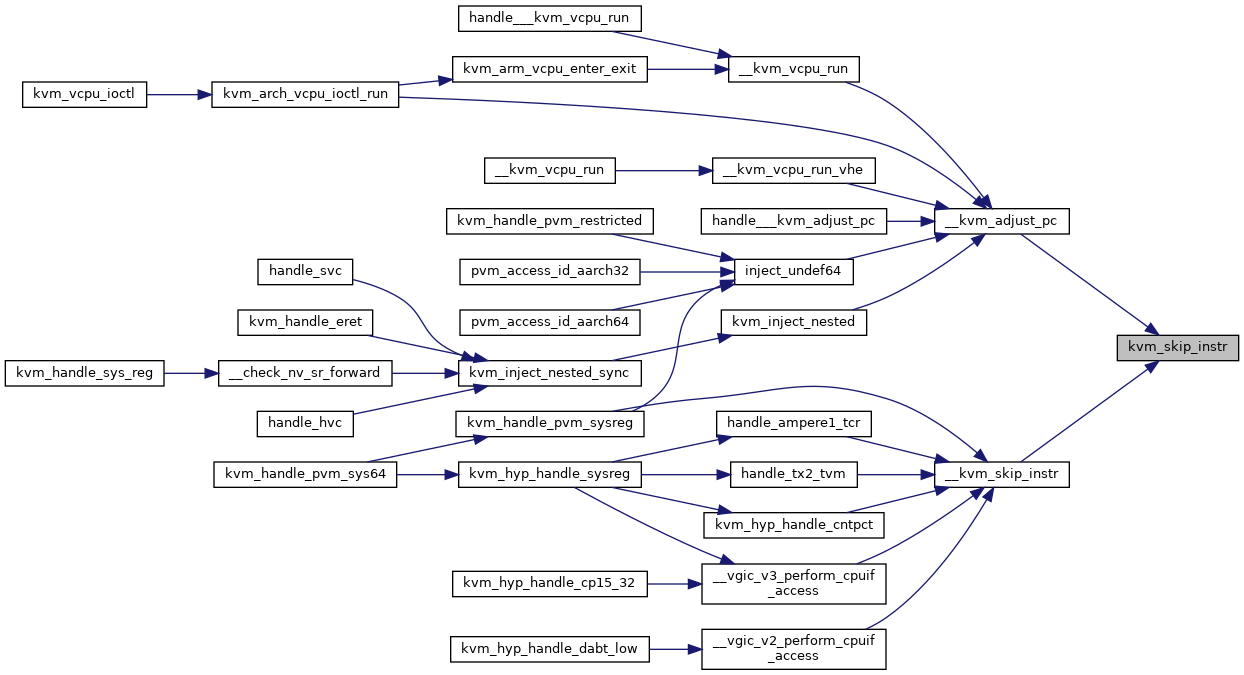 handle___kvm_vcpu_run
kvm_arm_vcpu_enter_exit
__kvm_vcpu_run
kvm_vcpu_ioctl
kvm_arch_vcpu_ioctl_run
__kvm_vcpu_run
__kvm_vcpu_run_vhe
kvm_handle_pvm_restricted
handle___kvm_adjust_pc
__kvm_adjust_pc
handle_svc
pvm_access_id_aarch32
inject_undef64
kvm_handle_eret
pvm_access_id_aarch64
kvm_inject_nested
kvm_skip_instr
kvm_handle_sys_reg
__check_nv_sr_forward
kvm_inject_nested_sync
handle_hvc
kvm_handle_pvm_sysreg
handle_ampere1_tcr
kvm_handle_pvm_sys64
kvm_hyp_handle_sysreg
handle_tx2_tvm
__kvm_skip_instr
kvm_hyp_handle_cntpct
kvm_hyp_handle_cp15_32
__vgic_v3_perform_cpuif
_access
kvm_hyp_handle_dabt_low
__vgic_v2_perform_cpuif
_access